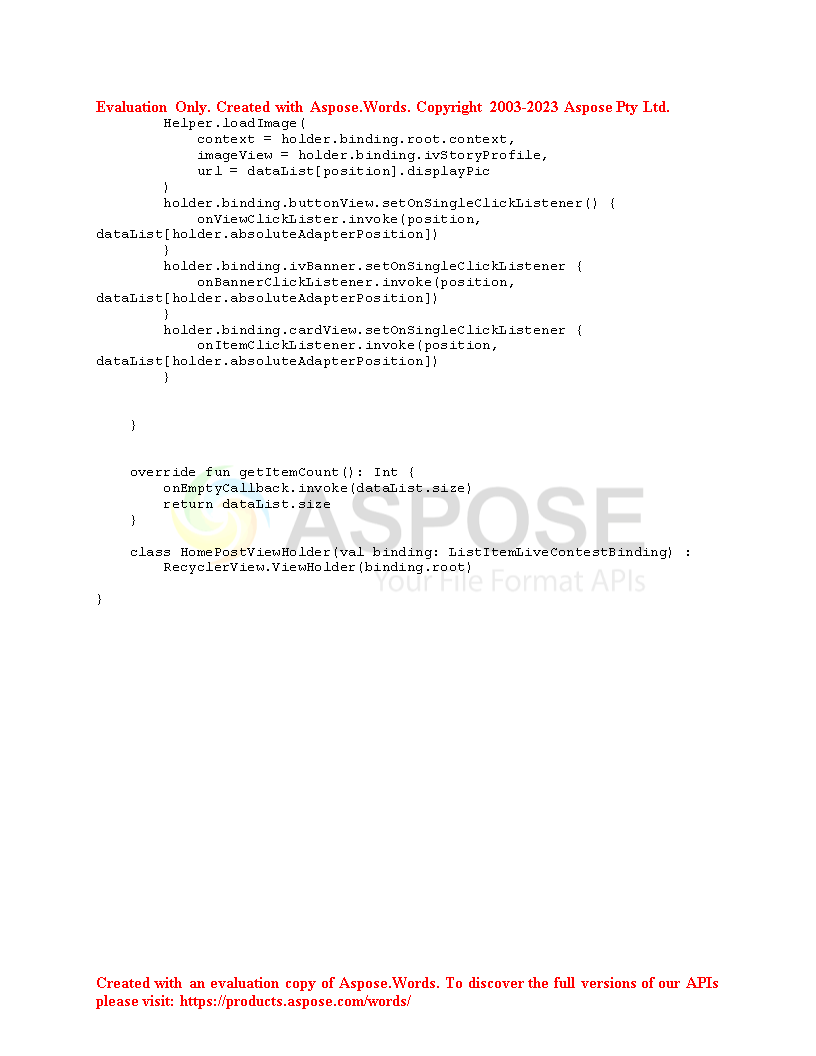 Evaluation Only. Created with Aspose.Words. Copyright 2003-2023 Aspose Pty Ltd.
        Helper.loadImage(
            context = holder.binding.root.context,
            imageView = holder.binding.ivStoryProfile,
            url = dataList[position].displayPic
        )
        holder.binding.buttonView.setOnSingleClickListener() {
            onViewClickLister.invoke(position,
dataList[holder.absoluteAdapterPosition])
        }
        holder.binding.ivBanner.setOnSingleClickListener {
            onBannerClickListener.invoke(position,
dataList[holder.absoluteAdapterPosition])
        }
        holder.binding.cardView.setOnSingleClickListener {
            onItemClickListener.invoke(position,
dataList[holder.absoluteAdapterPosition])
        }
    }
    override fun getItemCount(): Int {
        onEmptyCallback.invoke(dataList.size)
        return dataList.size
    }
ASPOSE
    class HomePostViewHolder(val binding: ListItemLiveContestBinding) :
        RecyclerView.ViewHolder(binding.root)
Your File Format APIs
}
Created with an evaluation copy of Aspose.Words. To discover the full versions of our APIs
please visit: https://products.aspose.com/words/